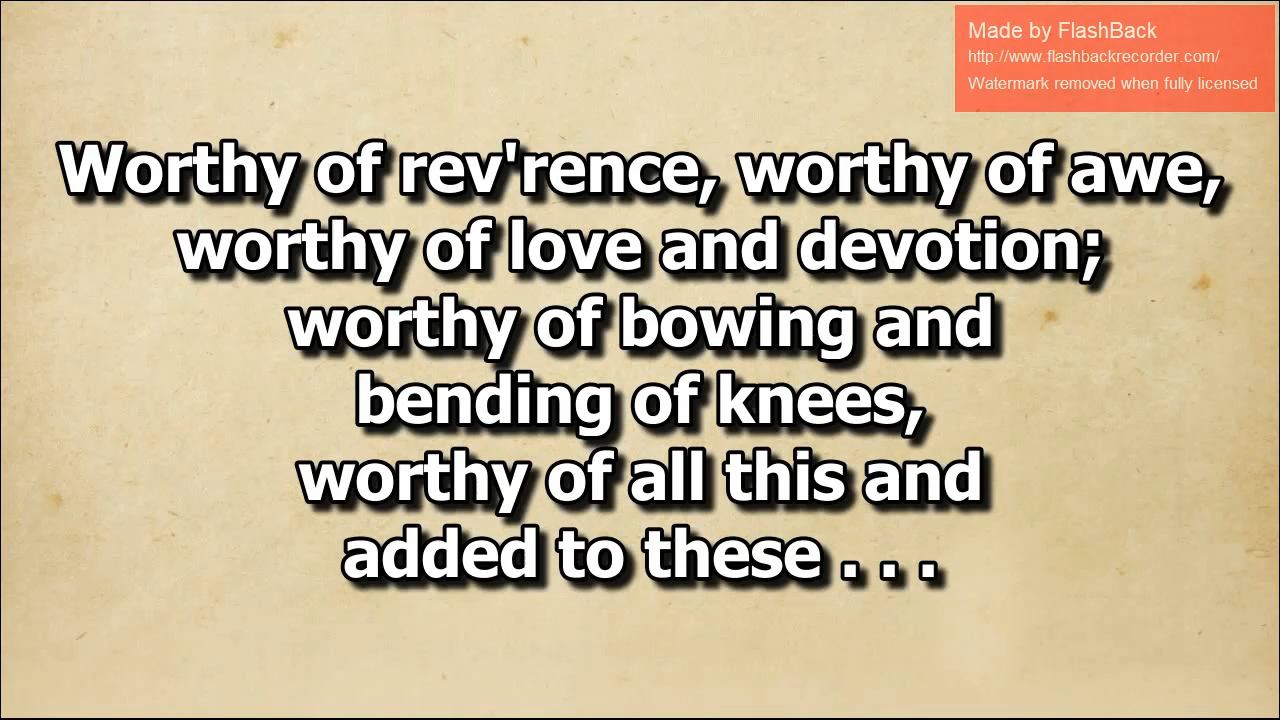 Made by FlashBack
http://www.flashbackrecorder.com/
Watermark removed when fully licensed
Worthy of rev'rence, worthy of awe,
worthy of love and devotion;
worthy of bowing and
bending of knees,
worthy of all this and
added to these . . .